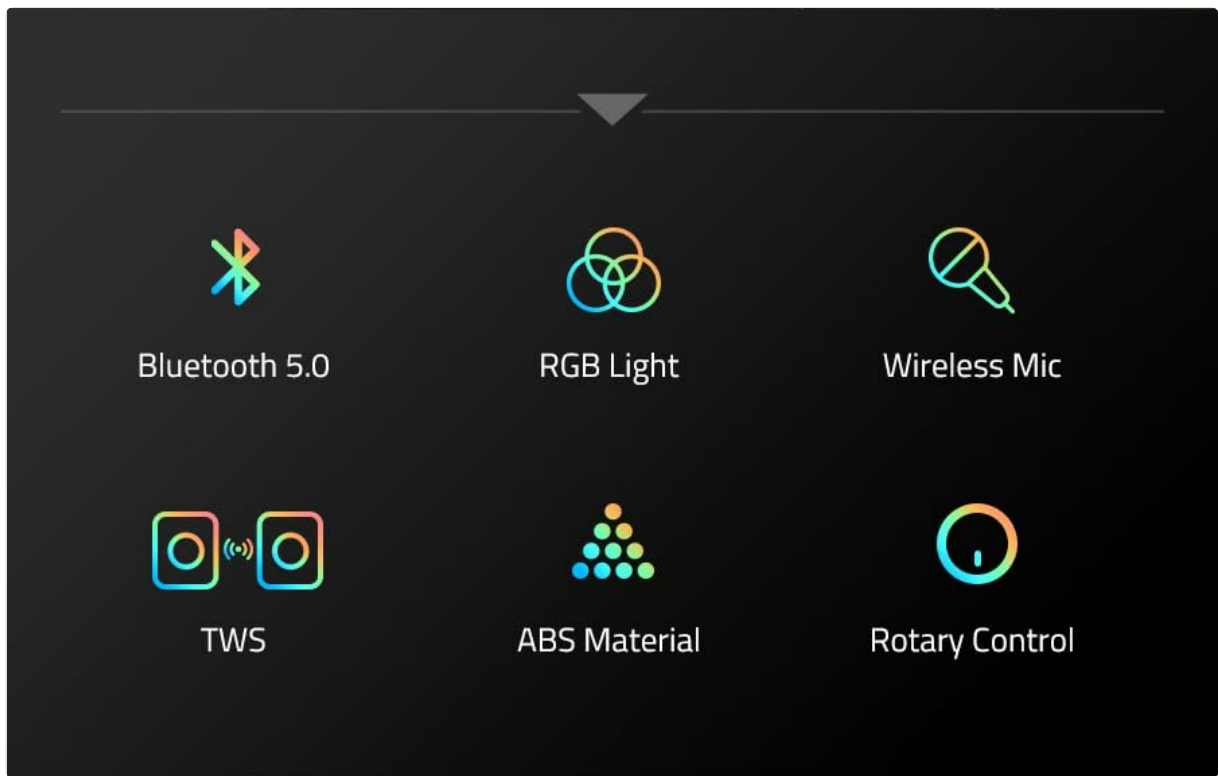 Bluetooth 5.0
RGB Light
Wireless Mic
TWS
ABS Material
Rotary Control